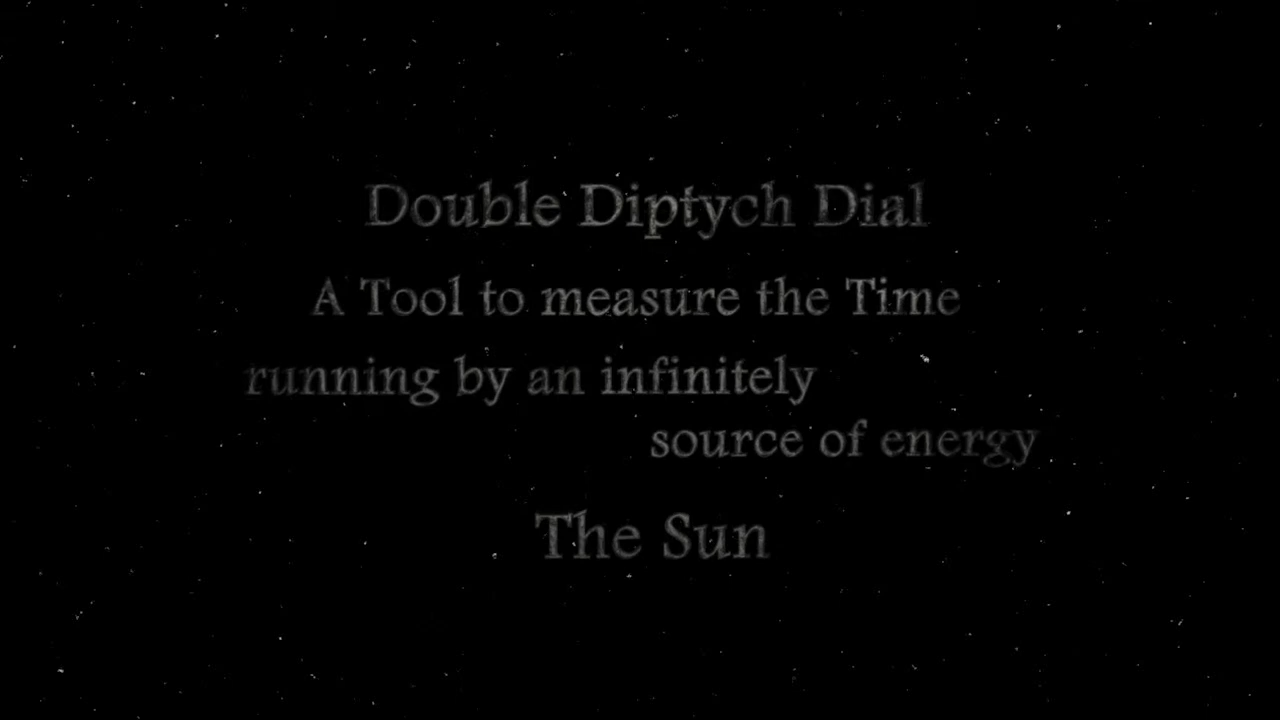 Double Diptych Dial
A Tool to measure the Time
running by an infinitely
source of energy
The Sun